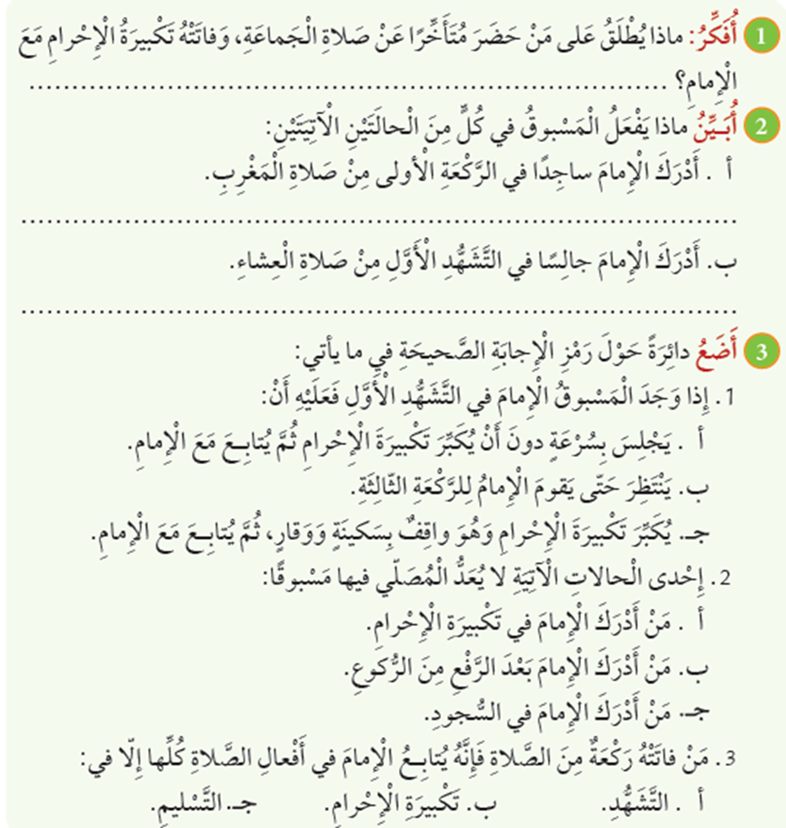 1 أُفَكِّرُ: ماذا يُطْلَقُ عَلى مَنْ حَضَرَ مُتَأَخِّرًا عَنْ صَلاةِ الْجَماعَةِ، وَفاتَتْهُ تَكْبيرَةُ الْإِحْرامِ مَعَ
الْإِمامِ؟ ......................................................................
2 أُبَيِّنُ ماذا يَفْعَلُ الْمَسْبوقُ في كُلٍّ مِنَ الْحالَتَيْنِ الْآتِيَتَيْنِ:
أ . أَدْرَكَ الْإِمامَ ساجِدًا في الرَّكْعَةِ الْأولى مِنْ صَلاةِ الْمَغْرِبِ.
................................................................................
ب. أَدْرَكَ الْإِمامَ جالِسًا في التَّشَهُّدِ الْأَوَّلِ مِنْ صَلاةِ الْعِشاءِ.
................................................................................
3 أَضَعُ دائِرَةً حَوْلَ رَمْزِ الْإِجابَةِ الصَّحيحَةِ في ما يأتي:
1. إِذا وَجَدَ الْمَسْبوقُ الْإِمامَ في التَّشَهُّدِ الْأَوَّلِ فَعَلَيْهِ أَنْ:
أ . يَجْلِسَ بِسُرْعَةٍ دونَ أَنْ يُكَبِّرَ تَكْبيرَةَ الْإِحْرامِ ثُمَّ يُتابِعَ مَعَ الْإِمامِ.
ب. يَنْتَظِرَ حَتّى يَقومَ الْإِمامُ لِلرَّكْعَةِ الثّالِثَةِ.
جـ. يُكَبِّرَ تَكْبيرَةَ الْإِحْرامِ وَهُوَ واقِفٌ بِسَكينَةٍ وَوَقارٍ، ثُمَّ يُتابِعَ مَعَ الْإِمامِ.
2. إِحْدى الْحالاتِ الْآتِيَةِ لا يُعَدُّ الْمُصَلّي فيها مَسْبوقًا:
أ . مَنْ أَدْرَكَ الْإِمامَ في تَكْبيرَةِ الْإِحْرامِ.
ب. مَنْ أَدْرَكَ الْإِمامَ بَعْدَ الرَّفْعِ مِنَ الرُّكوعِ.
جـ. مَنْ أَدْرَكَ الْإِمامَ في السُّجودِ.
3. مَنْ فاتَتْهُ رَكْعَةٌ مِنَ الصَّلاةِ فَإِنَّهُ يُتابِعُ الْإِمامَ في أَفْعالِ الصَّلاةِ كُلِّها إِلّا في:
أ . التَّشَهُّدِ. ب. تَكْبيرَةِ الْإِحْرامِ. جـ. التَّسْليمِ.